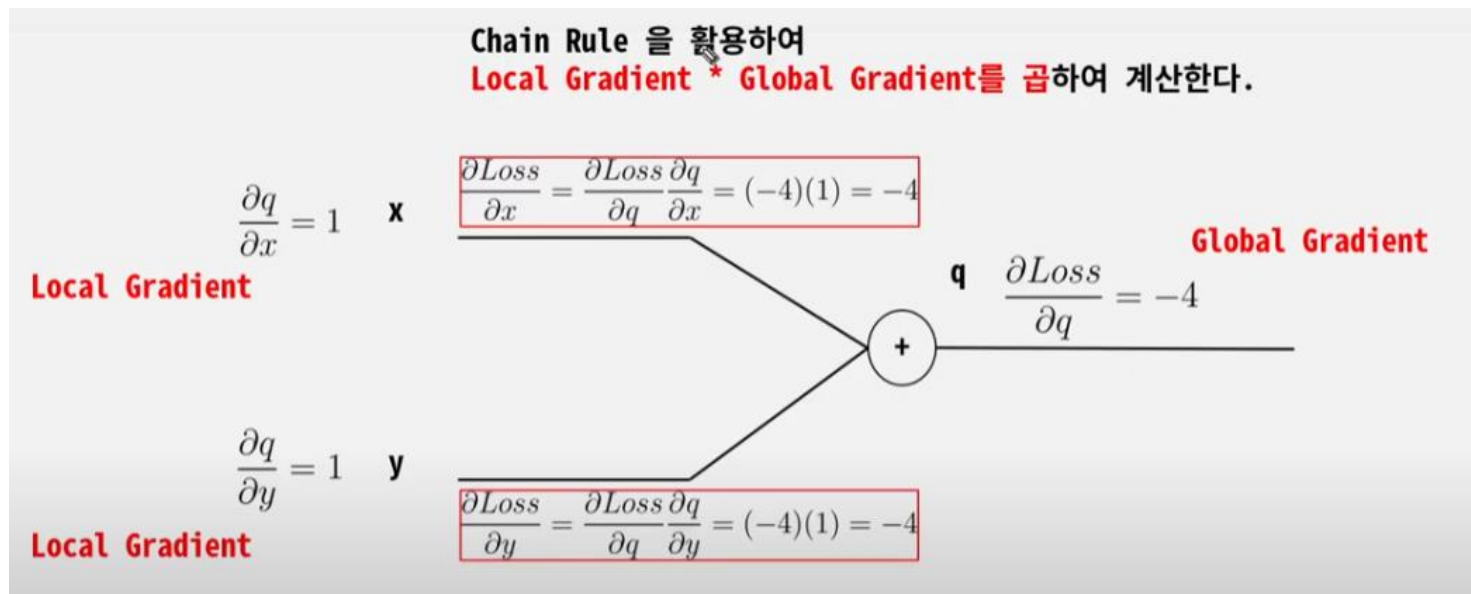 Chain Rule 을 활용하여
Local Gradient * Global Gradient를 곱하여 계산한다.
∂q/∂x = 1
x
∂Loss/∂x = ∂Loss/∂q ∂q/∂x = (−4)(1) = −4
Local Gradient
Global Gradient
q
∂Loss/∂q = −4
+
∂q/∂y = 1
y
∂Loss/∂y = ∂Loss/∂q ∂q/∂y = (−4)(1) = −4
Local Gradient